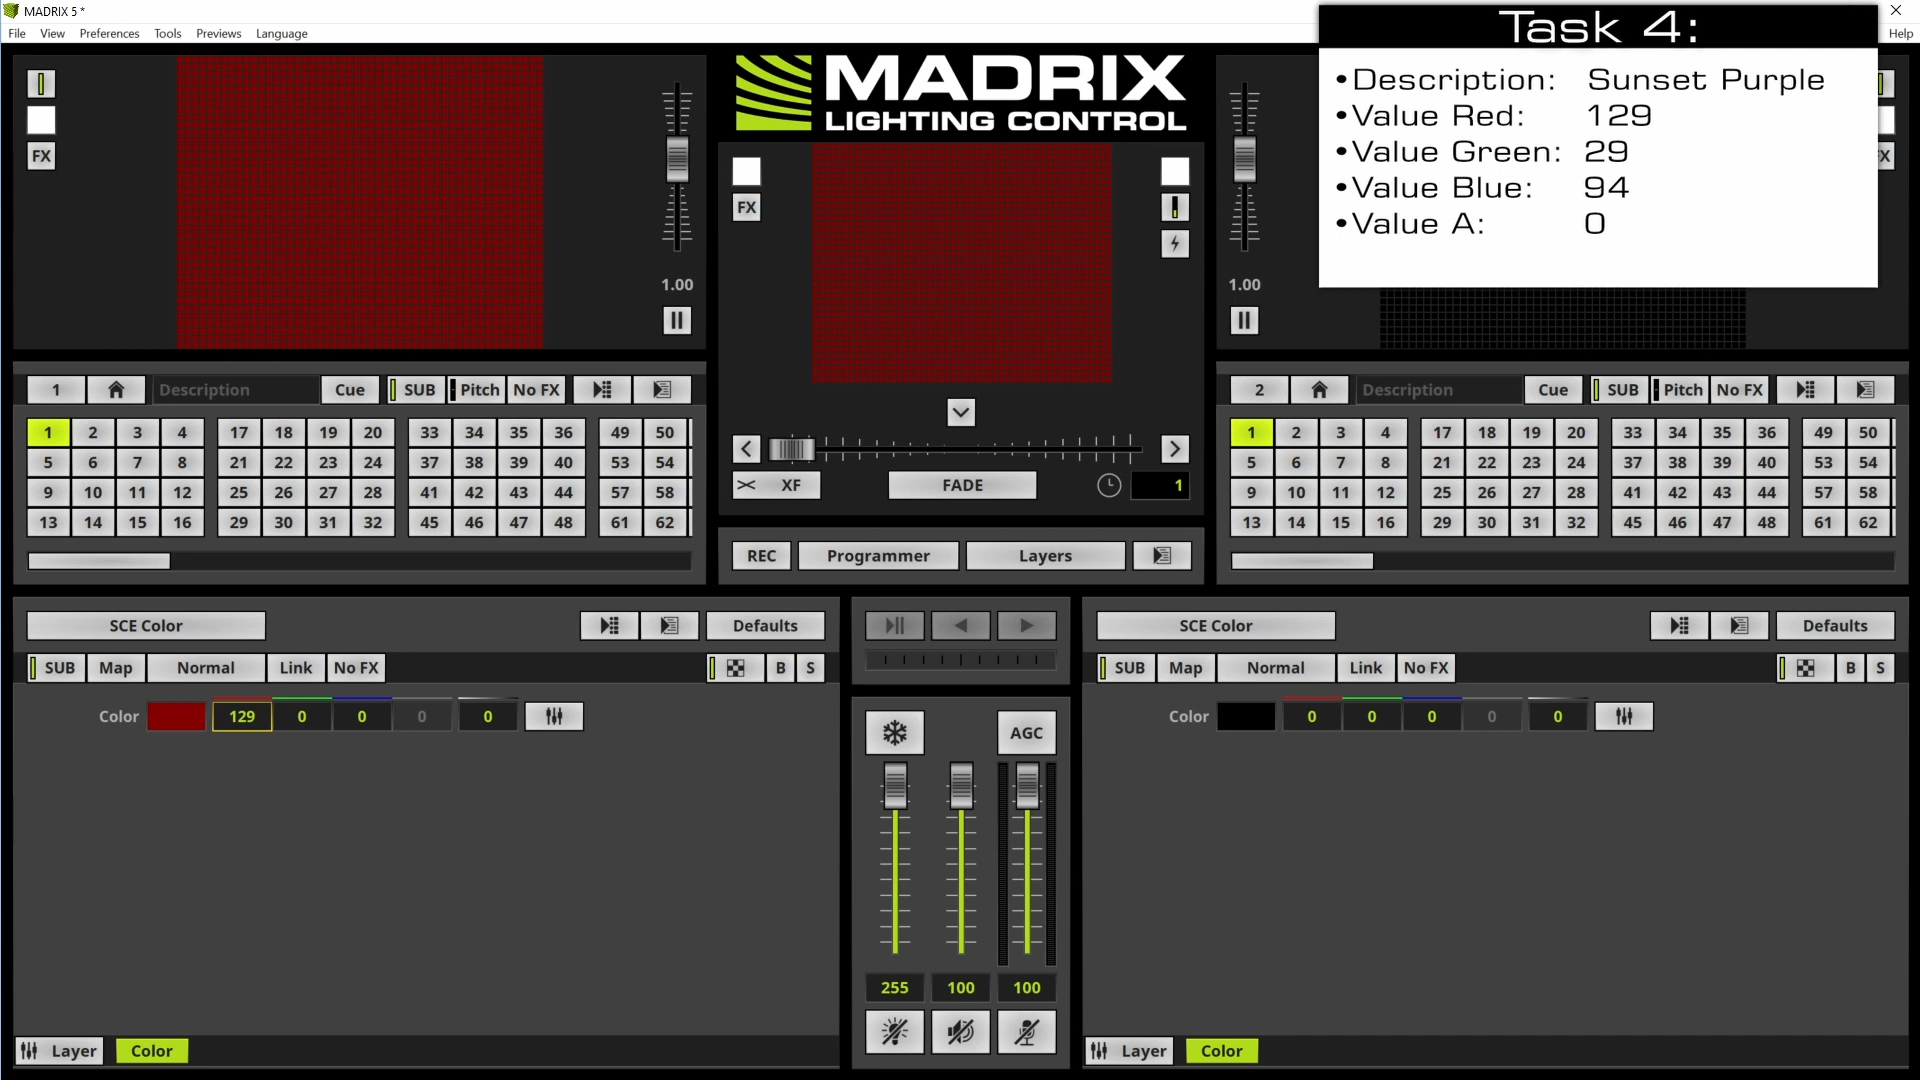 MADRIX 5 *
File View Preferences Tools Previews Language Help
Task 4:
•Description: Sunset Purple
•Value Red: 129
•Value Green: 29
•Value Blue: 94
•Value A: 0
MADRIX
LIGHTING CONTROL
FX
FX
FX
1.00
1.00
1 Description Cue SUB Pitch No FX
1 2 3 4 17 18 19 20 33 34 35 36 49 50
5 6 7 8 21 22 23 24 37 38 39 40 53 54
9 10 11 12 25 26 27 28 41 42 43 44 57 58
13 14 15 16 29 30 31 32 45 46 47 48 61 62
XF FADE 1
REC Programmer Layers
2 Description Cue SUB Pitch No FX
1 2 3 4 17 18 19 20 33 34 35 36 49 50
5 6 7 8 21 22 23 24 37 38 39 40 53 54
9 10 11 12 25 26 27 28 41 42 43 44 57 58
13 14 15 16 29 30 31 32 45 46 47 48 61 62
SCE Color Defaults
SUB Map Normal Link No FX B S
Color 129 0 0 0 0
Layer Color
AGC
255 100 100
SCE Color Defaults
SUB Map Normal Link No FX B S
Color 0 0 0 0 0
Layer Color